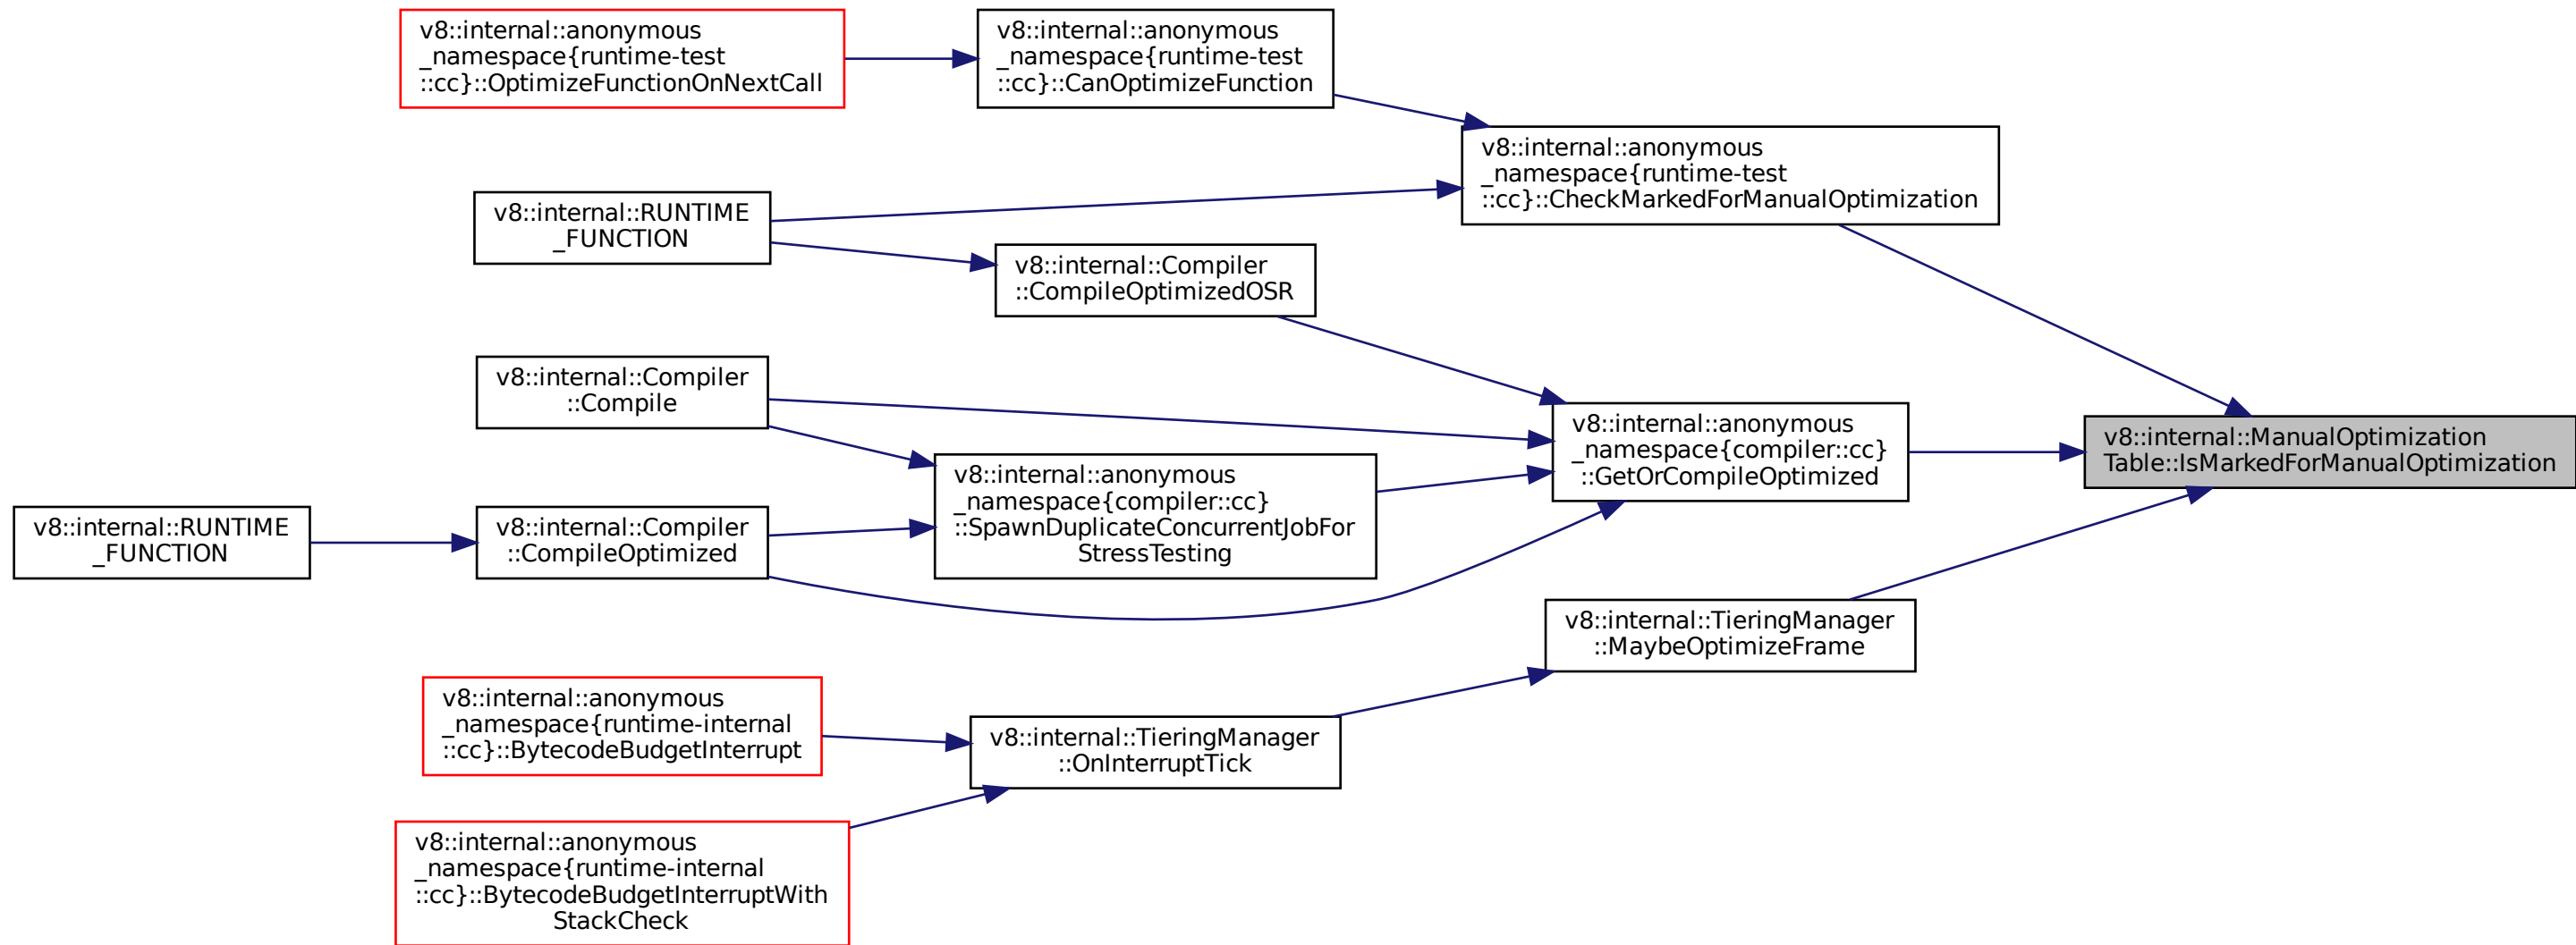 v8::internal::anonymous
_namespace{runtime-test
::cc}::OptimizeFunctionOnNextCall
v8::internal::anonymous
_namespace{runtime-test
::cc}::CanOptimizeFunction
v8::internal::anonymous
_namespace{runtime-test
::cc}::CheckMarkedForManualOptimization
v8::internal::RUNTIME
_FUNCTION
v8::internal::Compiler
::CompileOptimizedOSR
v8::internal::Compiler
::Compile
v8::internal::anonymous
_namespace{compiler::cc}
::GetOrCompileOptimized
v8::internal::ManualOptimization
Table::IsMarkedForManualOptimization
v8::internal::anonymous
_namespace{compiler::cc}
::SpawnDuplicateConcurrentJobFor
StressTesting
v8::internal::RUNTIME
_FUNCTION
v8::internal::Compiler
::CompileOptimized
v8::internal::TieringManager
::MaybeOptimizeFrame
v8::internal::anonymous
_namespace{runtime-internal
::cc}::BytecodeBudgetInterrupt
v8::internal::TieringManager
::OnInterruptTick
v8::internal::anonymous
_namespace{runtime-internal
::cc}::BytecodeBudgetInterruptWith
StackCheck